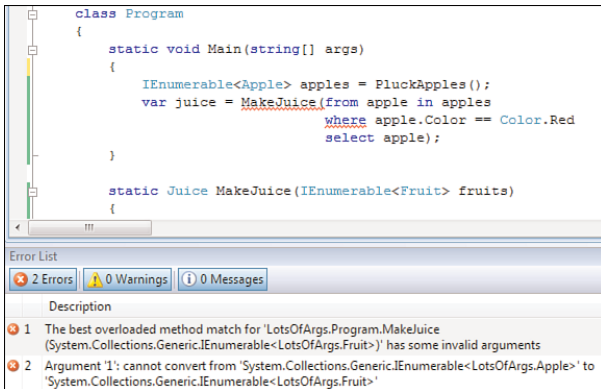 class Program
{
static void Main(string[] args)
{
IEnumerable<Apple> apples = PluckApples();
var juice = MakeJuice(from apple in apples
where apple.Color == Color.Red
select apple);
}
static Juice MakeJuice(IEnumerable<Fruit> fruits)
{
Error List
2 Errors 0 Warnings 0 Messages
Description
1 The best overloaded method match for 'LotsOfArgs.Program.MakeJuice
(System.Collections.Generic.IEnumerable<LotsOfArgs.Fruit>)' has some invalid arguments
2 Argument '1': cannot convert from 'System.Collections.Generic.IEnumerable<LotsOfArgs.Apple>' to
'System.Collections.Generic.IEnumerable<LotsOfArgs.Fruit>'